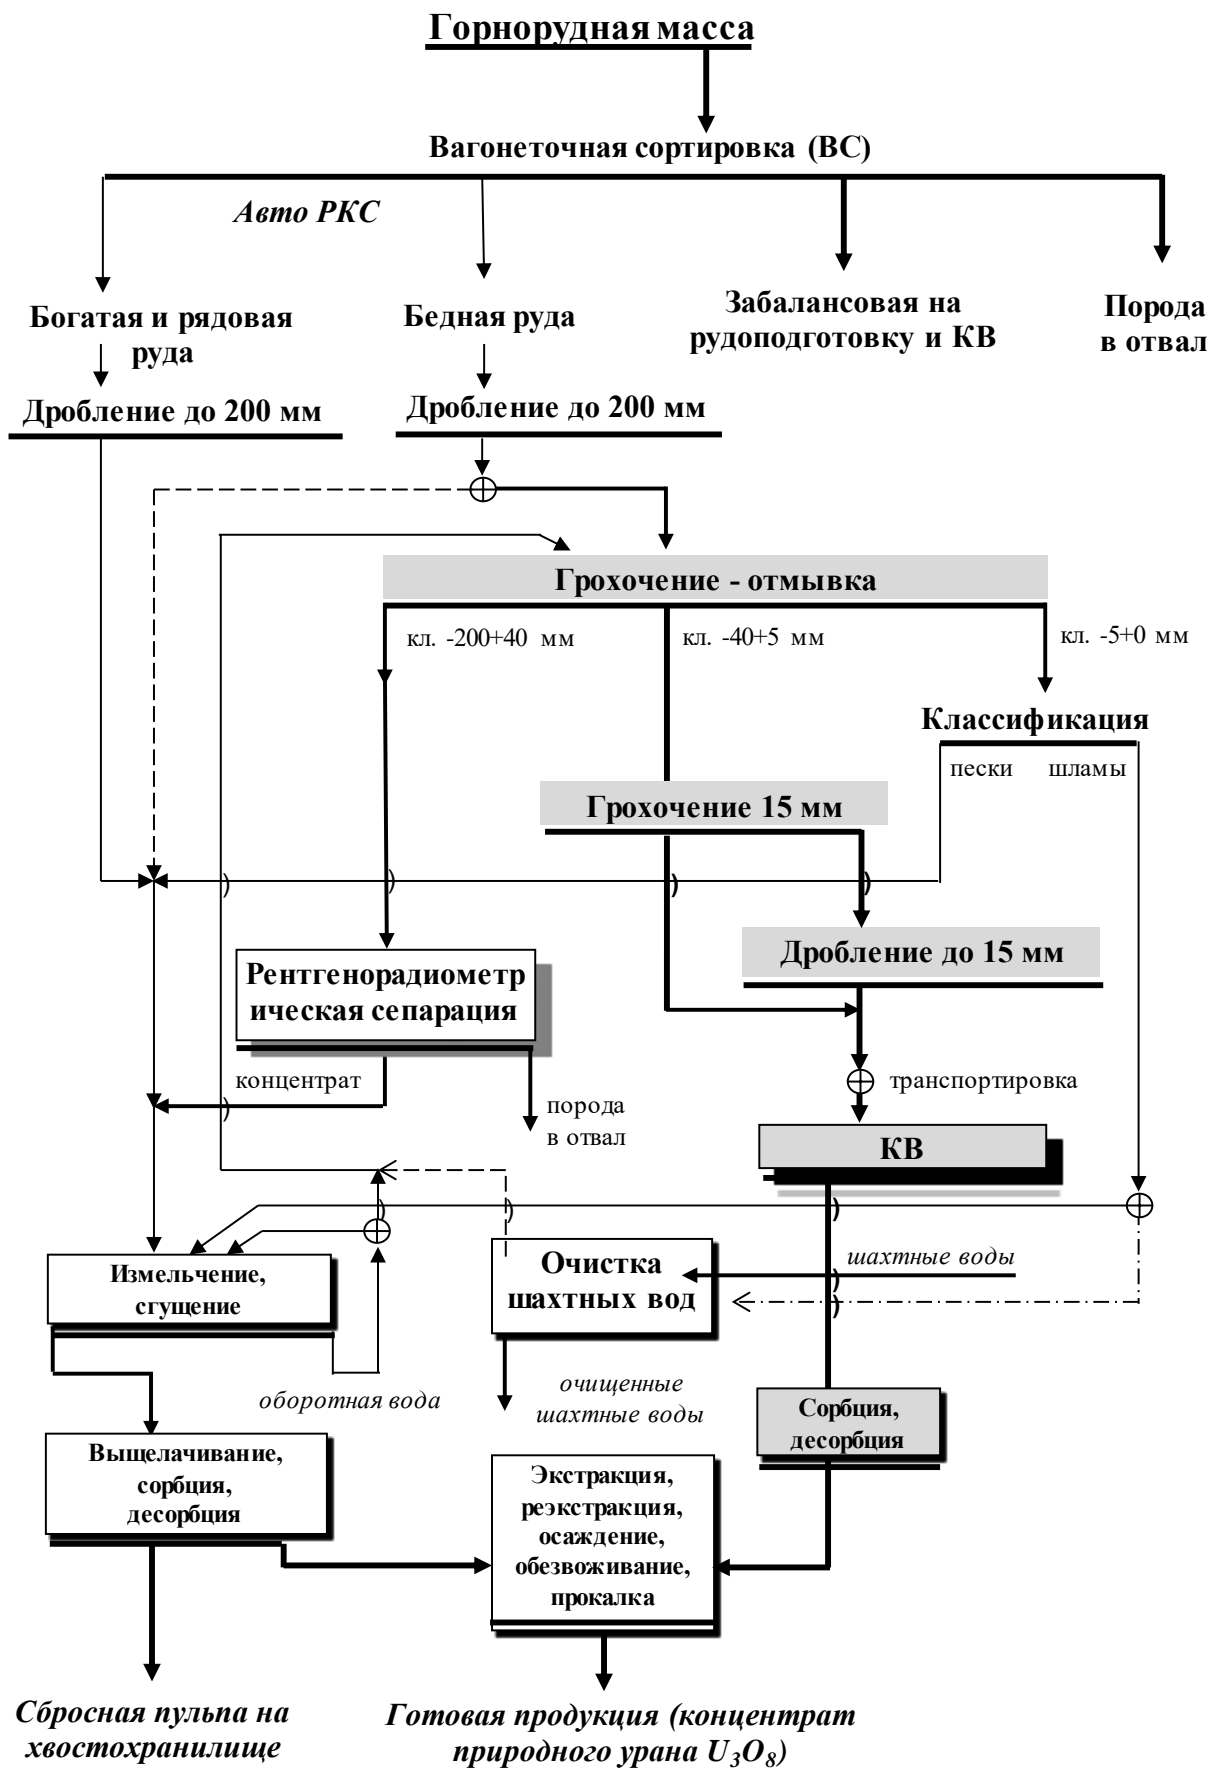 Горнорудная масса
Вагонеточная сортировка (ВС)
Авто РКС
Богатая и рядовая
руда
Бедная руда
Забалансовая на
рудоподготовку и КВ
Порода
в отвал
Дробление до 200 мм
Дробление до 200 мм
Грохочение - отмывка
кл. -200+40 мм
кл. -40+5 мм
кл. -5+0 мм
Классификация
пески шламы
Грохочение 15 мм
Дробление до 15 мм
Рентгенорадиометр
ическая сепарация
концентрат
порода
в отвал
транспортировка
КВ
Измельчение,
сгущение
Очистка
шахтных вод
шахтные воды
оборотная вода
очищенные
шахтные воды
Сорбция,
десорбция
Выщелачивание,
сорбция,
десорбция
Экстракция,
реэкстракция,
осаждение,
обезвоживание,
прокалка
Сбросная пульпа на
хвостохранилище
Готовая продукция (концентрат
природного урана U₃O₈)